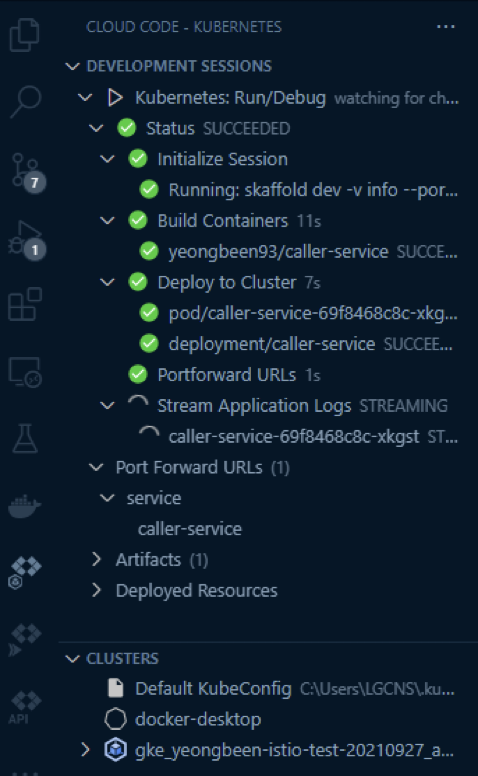 CLOUD CODE - KUBERNETES ...
DEVELOPMENT SESSIONS
Kubernetes: Run/Debug watching for ch...
Status SUCCEEDED
Initialize Session
Running: skaffold dev -v info --por...
7
Build Containers 11s
1
yeongbeen93/caller-service SUCCE...
Deploy to Cluster 7s
pod/caller-service-69f8468c8c-xkg...
deployment/caller-service SUCCEE...
Portforward URLs 1s
Stream Application Logs STREAMING
caller-service-69f8468c8c-xkgst ST...
Port Forward URLs (1)
service
caller-service
Artifacts (1)
Deployed Resources
CLUSTERS
Default KubeConfig C:\Users\LGCNS\.ku...
API
docker-desktop
gke_yeongbeen-istio-test-20210927_a...